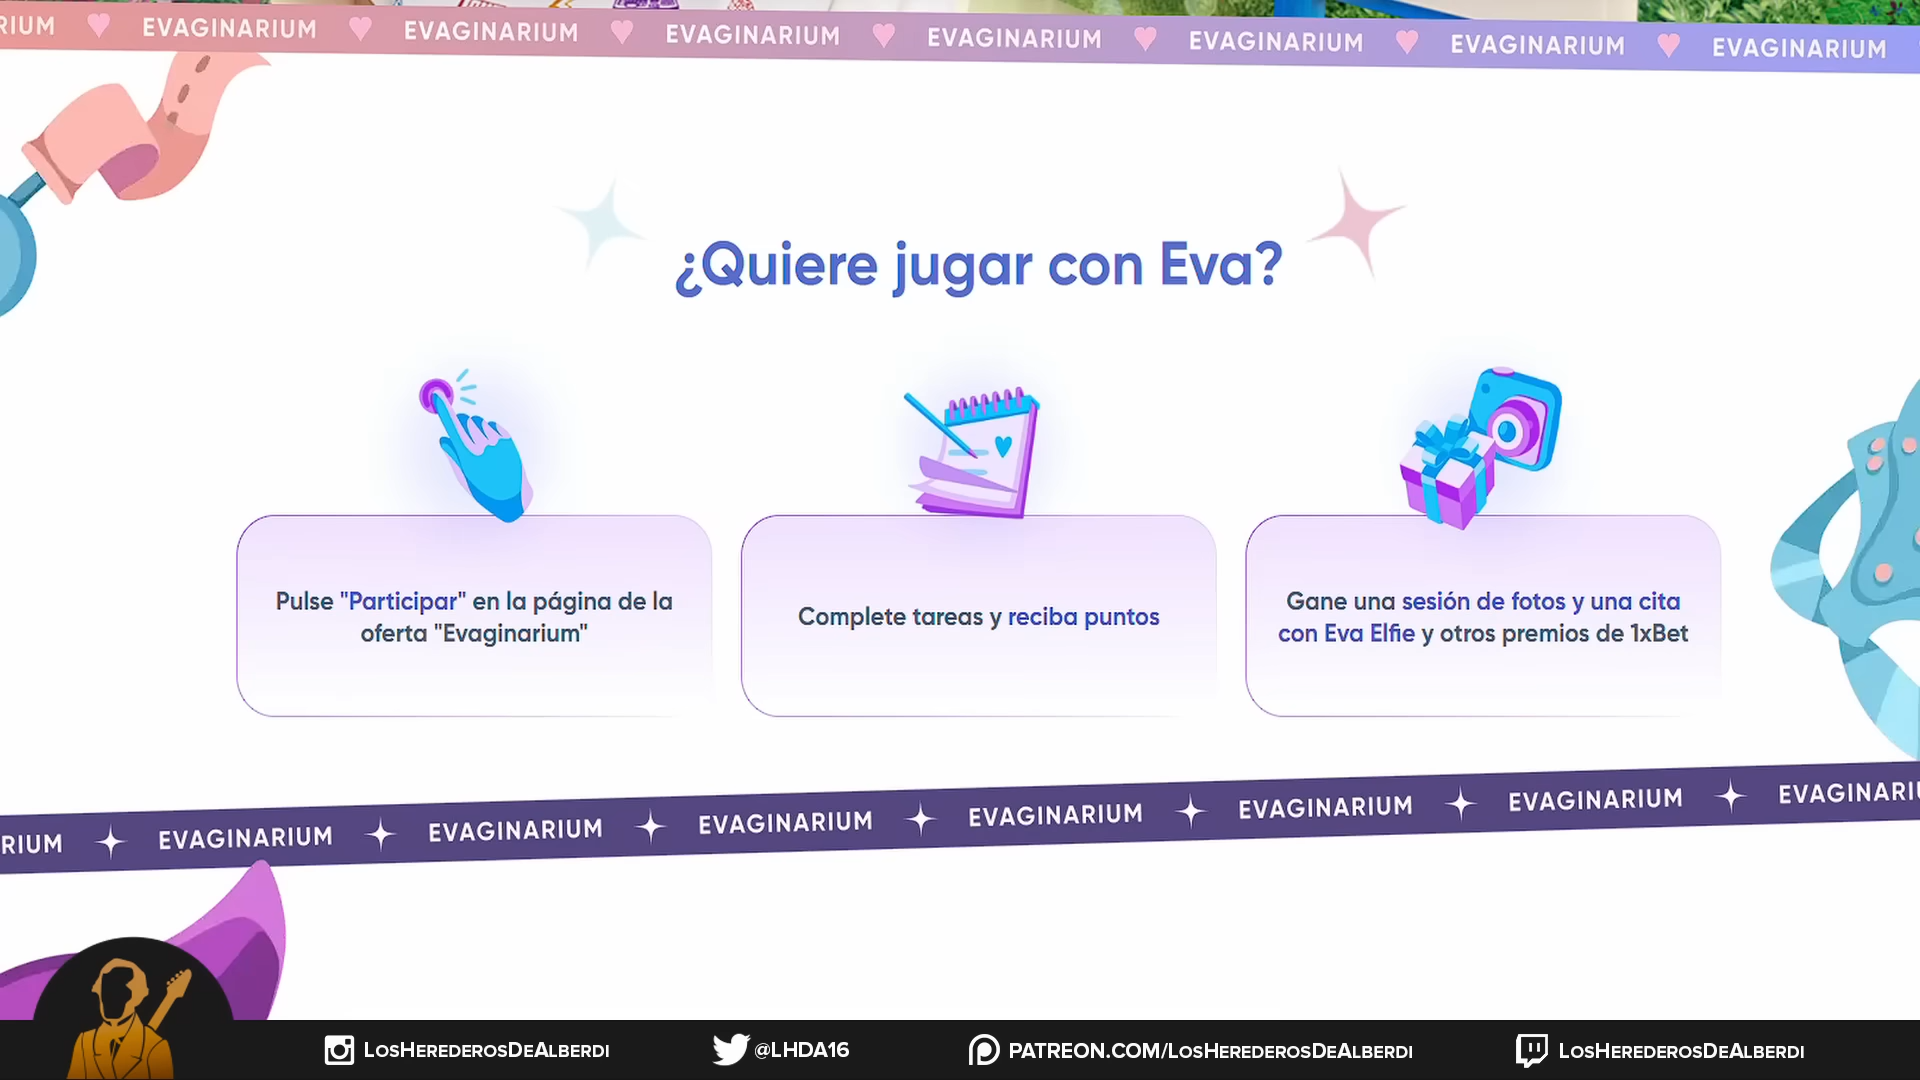 RIUM EVAGINARIUM EVAGINARIUM EVAGINARIUM EVAGINARIUM EVAGINARIUM EVAGINARIUM EVAGINARIUM
¿Quiere jugar con Eva?
Pulse "Participar" en la página de la
oferta "Evaginarium"
Complete tareas y reciba puntos
Gane una sesión de fotos y una cita
con Eva Elfie y otros premios de 1xBet
RIUM EVAGINARIUM EVAGINARIUM EVAGINARIUM EVAGINARIUM EVAGINARIUM EVAGINARIUM EVAGINARIU
LOSHEREDEROSDEALBERDI @LHDA16 PATREON.COM/LOSHEREDEROSDEALBERDI LOSHEREDEROSDEALBERDI